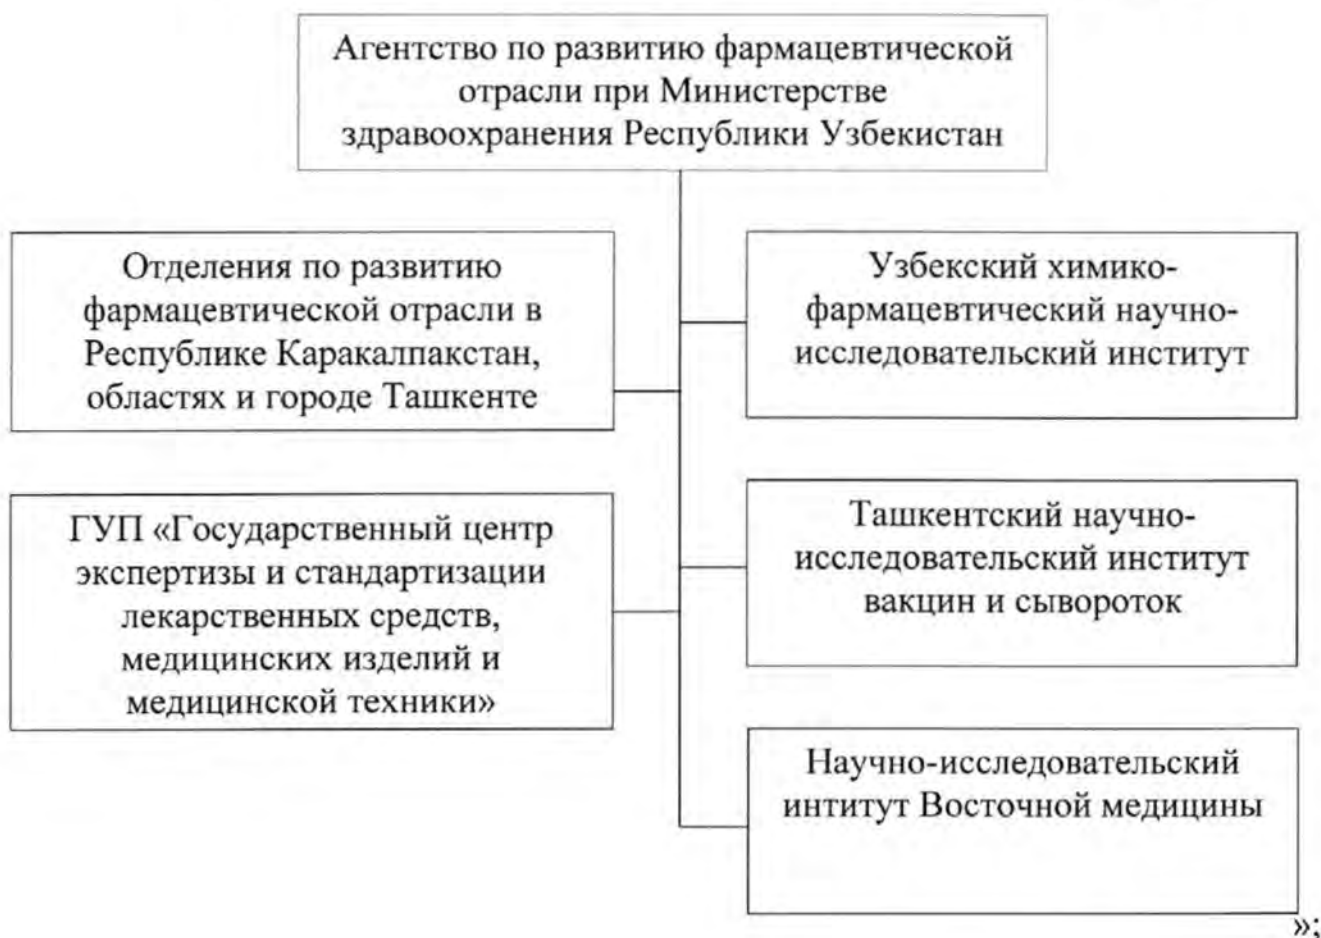 Агентство по развитию фармацевтической
отрасли при Министерстве
здравоохранения Республики Узбекистан
Отделения по развитию
фармацевтической отрасли в
Республике Каракалпакстан,
областях и городе Ташкенте
Узбекский химико-
фармацевтический научно-
исследовательский институт
ГУП «Государственный центр
экспертизы и стандартизации
лекарственных средств,
медицинских изделий и
медицинской техники»
Ташкентский научно-
исследовательский институт
вакцин и сывороток
Научно-исследовательский
интитут Восточной медицины
»;